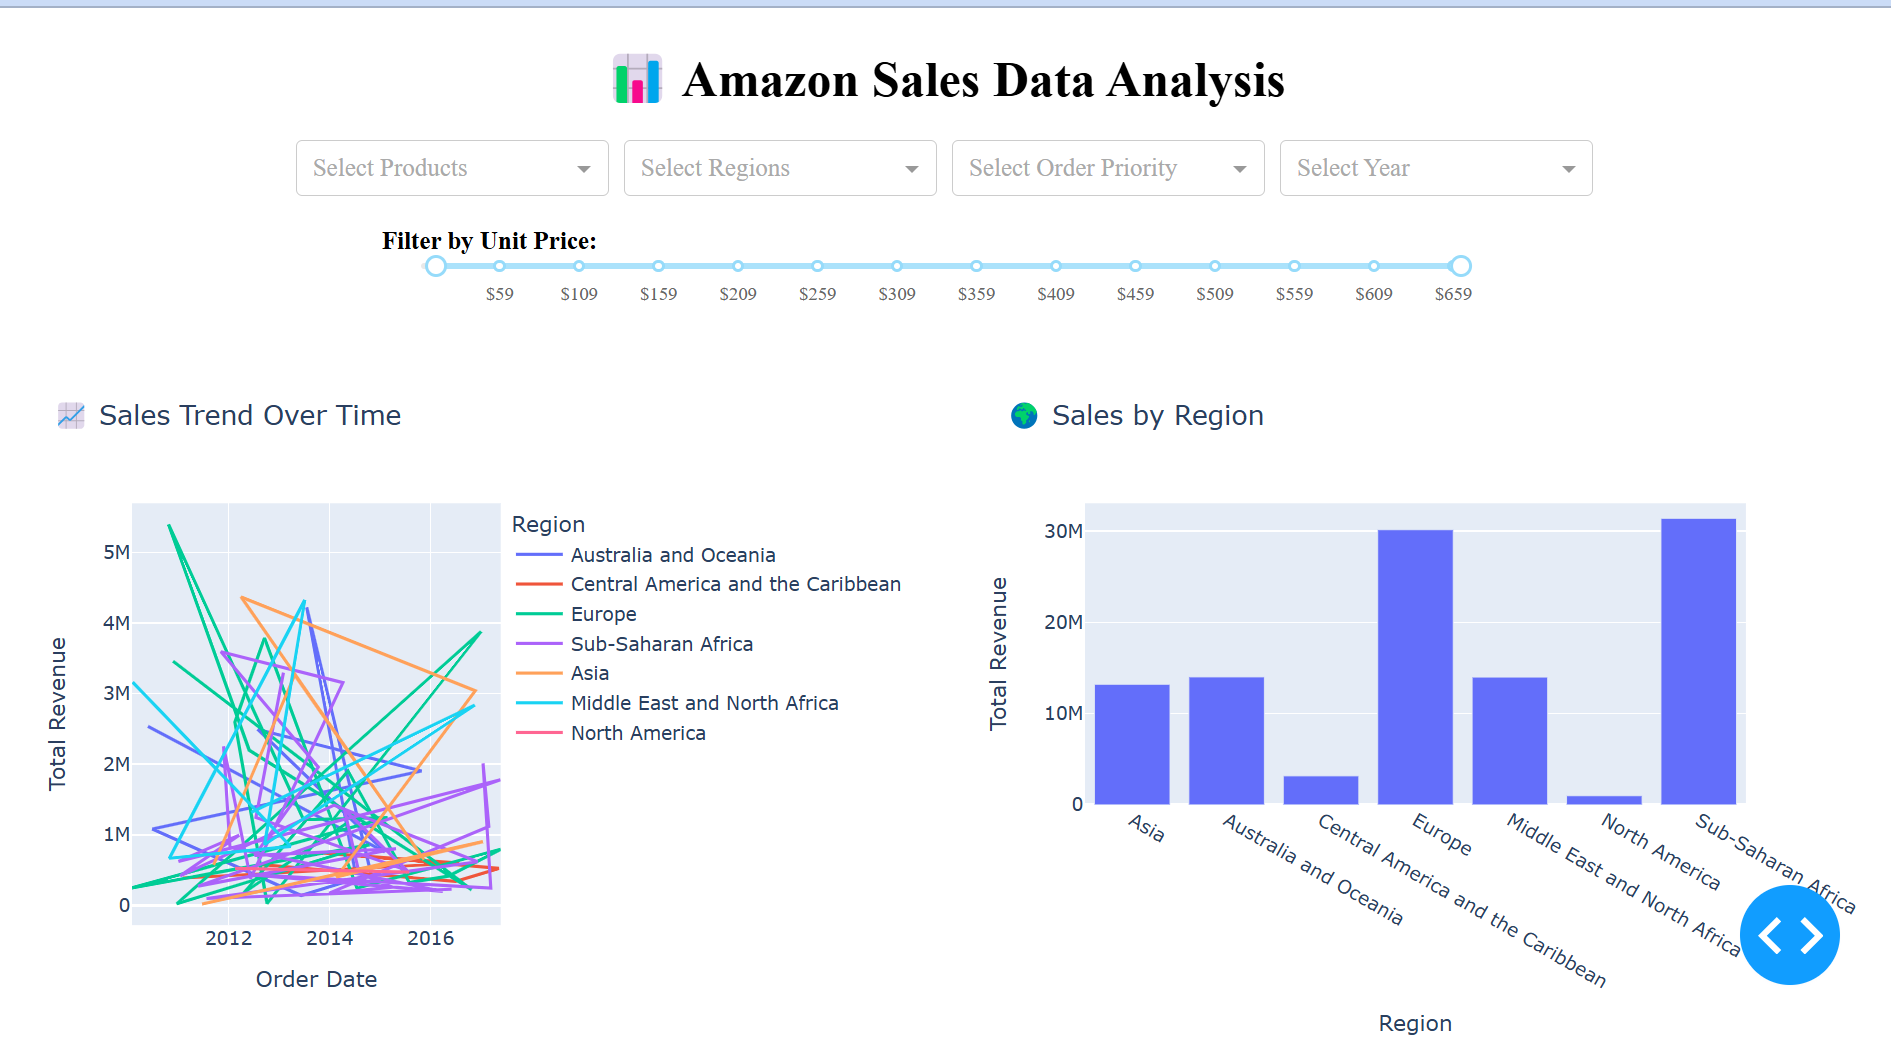 Amazon Sales Data Analysis
Select Products
Select Regions
Select Order Priority
Select Year
Filter by Unit Price:
$59 $109 $159 $209 $259 $309 $359 $409 $459 $509 $559 $609 $659
Sales Trend Over Time
Total Revenue
5M
4M
3M
2M
1M
0
2012 2014 2016
Order Date
Region
Australia and Oceania
Central America and the Caribbean
Europe
Sub-Saharan Africa
Asia
Middle East and North Africa
North America
Sales by Region
Total Revenue
30M
20M
10M
0
Asia
Australia and Oceania
Central America and the Caribbean
Europe
Middle East and North Africa
North America
Sub-Saharan Africa
Region